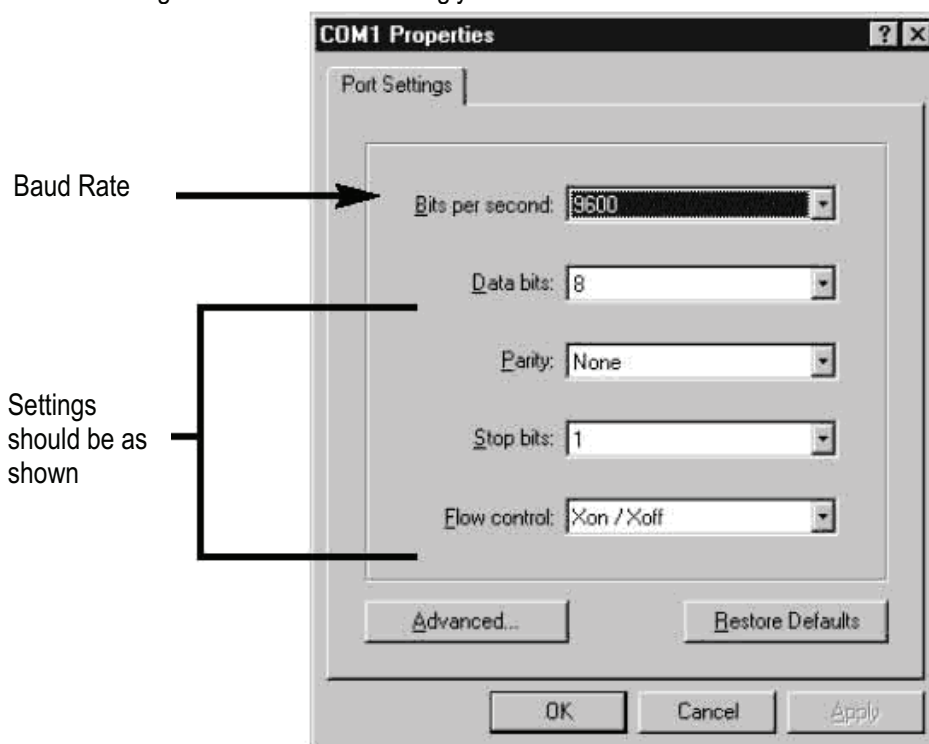 COM1 Properties
Port Settings
Baud Rate
Bits per second: 9600
Data bits: 8
Parity: None
Settings
should be as
shown
Stop bits: 1
Flow control: Xon / Xoff
Advanced...
Restore Defaults
OK
Cancel
Apply